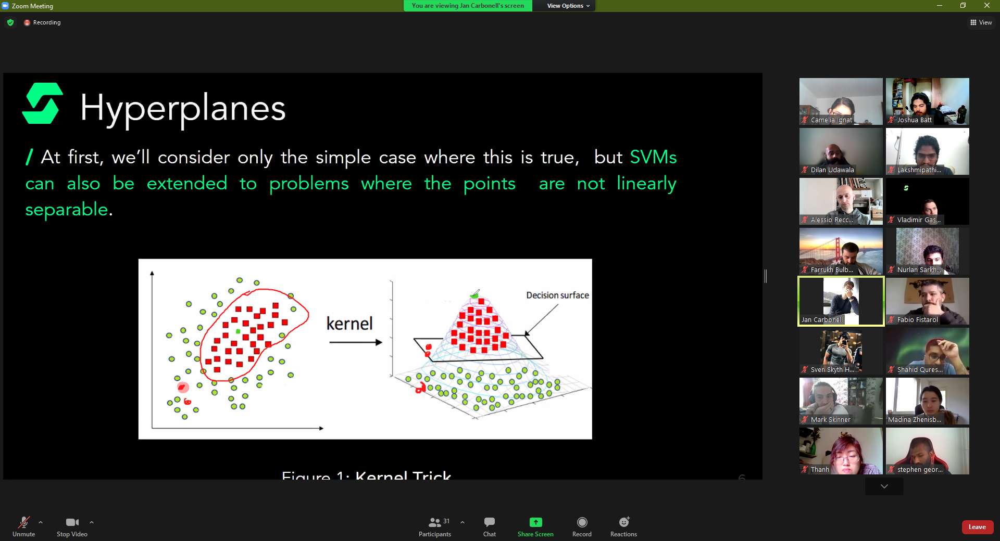 Zoom Meeting
You are viewing Jan Carbonell's screen
View Options
Recording
View
Hyperplanes
/ At first, we'll consider only the simple case where this is true, but SVMs
can also be extended to problems where the points are not linearly
separable.
kernel
Decision surface
Figure 1: Kernel Trick
6
Camelia Ignat
Joshua Batt
Dilan Udawala
Lakshmipathi...
Alessio Recc...
Vladimir Gas...
Farrukh Bulb...
Nurlan Sarkh...
Jan Carbonell
Fabio Fistarol
Sven Skyth H...
Shahid Qures...
Mark Skinner
Madina Zhenisb...
Thanh
stephen geor...
Unmute
Stop Video
31
Participants
Chat
Share Screen
Record
Reactions
Leave